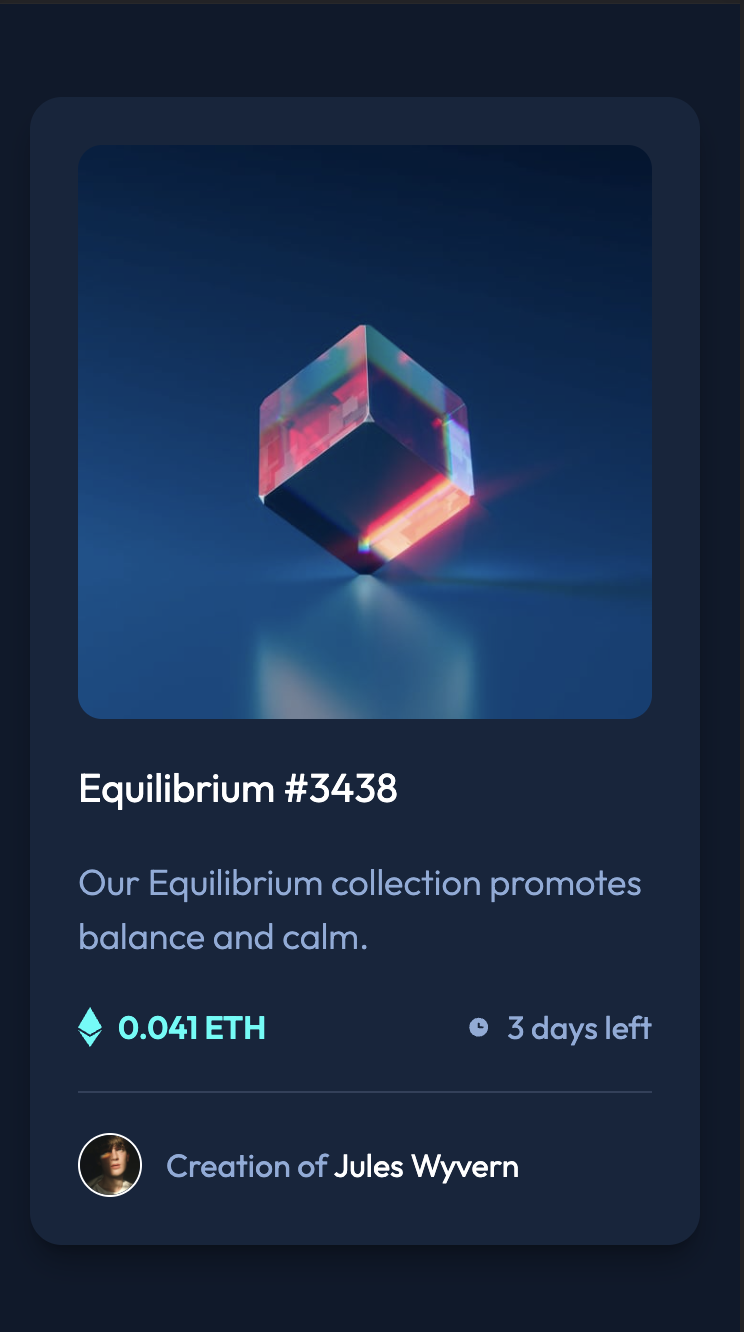 Equilibrium #3438
Our Equilibrium collection promotes
balance and calm.
0.041 ETH
3 days left
Creation of Jules Wyvern